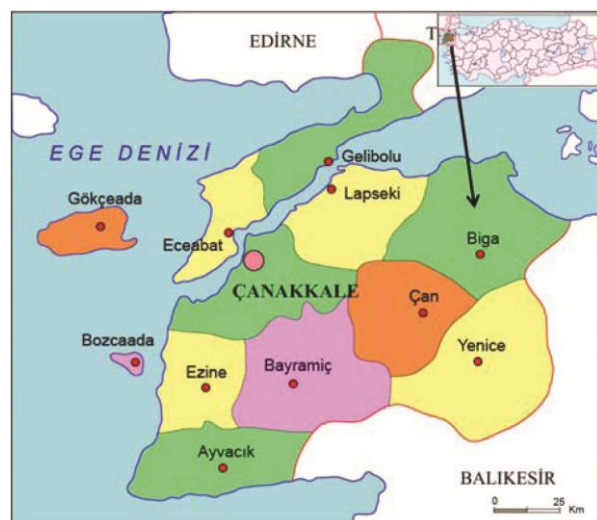 EDİRNE
T
EGE DENİZİ
Gelibolu
Gökçeada
Lapseki
Eceabat
Biga
ÇANAKKALE
Çan
Bozcaada
Yenice
Ezine
Bayramiç
Ayvacık
BALIKESİR
0 25
Km